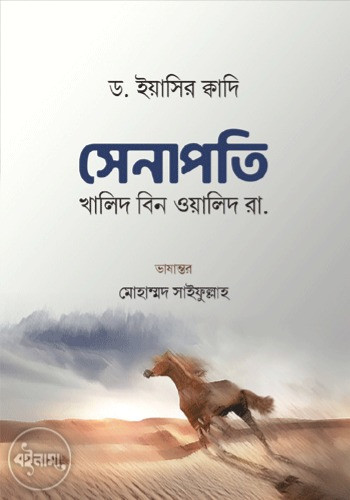 ড. ইয়াসির ক্বাদি
সেনাপতি
খালিদ বিন ওয়ালিদ রা.
ভাষান্তর
মোহাম্মদ সাইফুল্লাহ
বইনামা